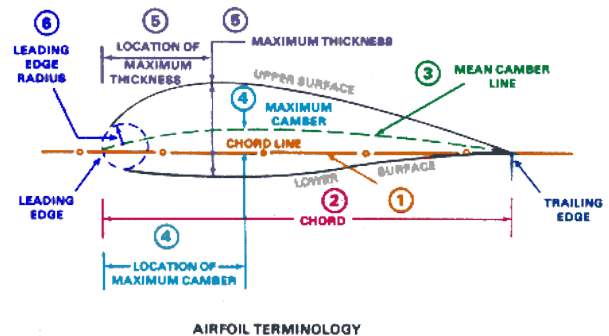 6
LEADING
EDGE
RADIUS
5
LOCATION OF
MAXIMUM
THICKNESS
5
MAXIMUM THICKNESS
UPPER SURFACE
3
MEAN CAMBER
LINE
4
MAXIMUM
CAMBER
CHORD LINE
LEADING
EDGE
LOWER SURFACE
2
CHORD
1
TRAILING
EDGE
4
LOCATION OF
MAXIMUM CAMBER
AIRFOIL TERMINOLOGY